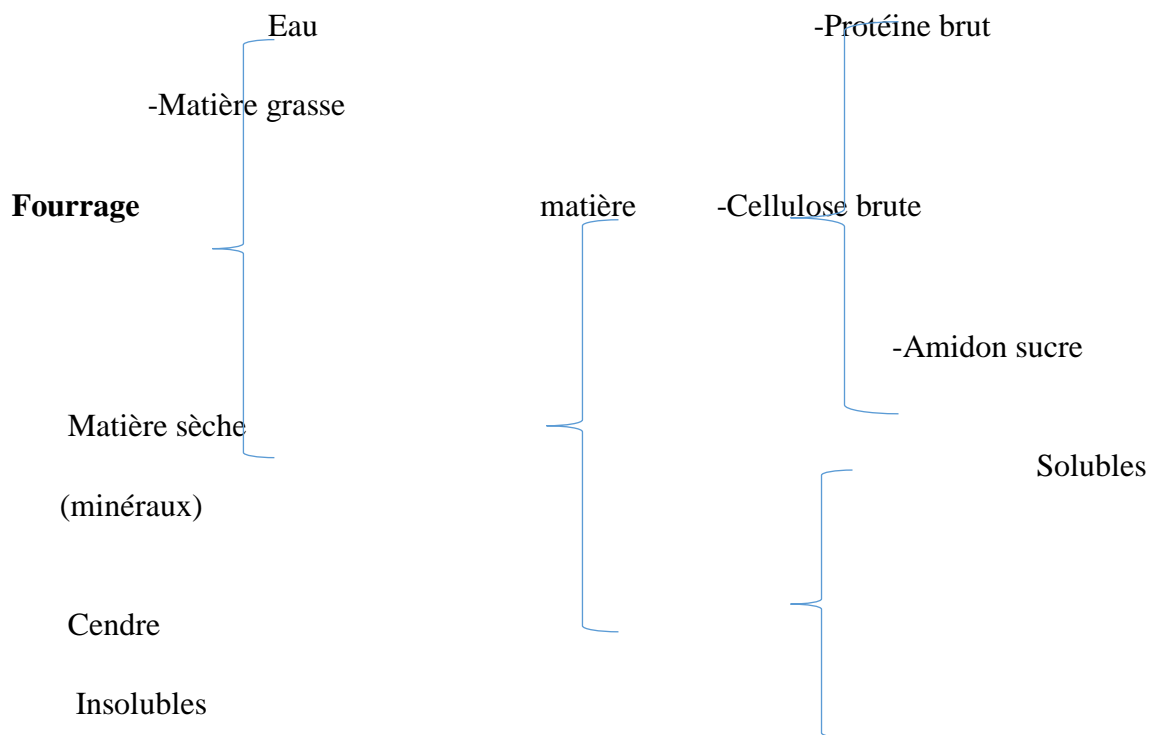 Eau -Protéine brut
-Matière grasse
Fourrage matière -Cellulose brute
-Amidon sucre
Matière sèche
Solubles
(minéraux)
Cendre
Insolubles